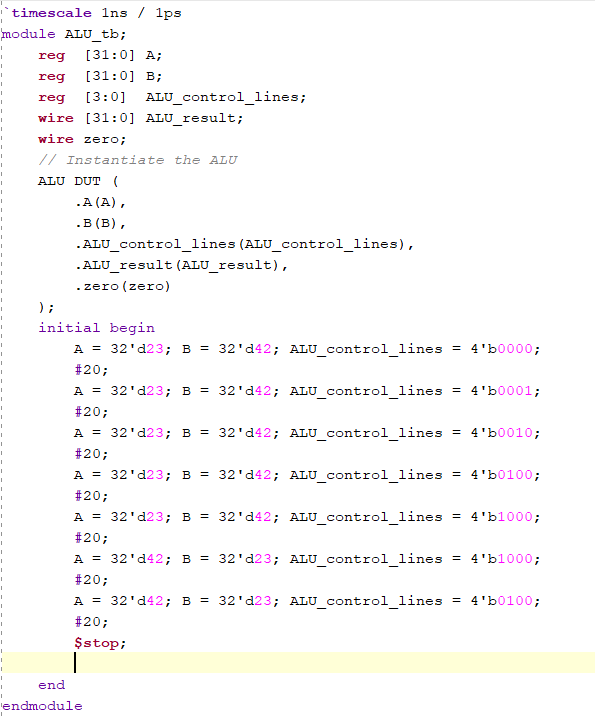 `timescale 1ns / 1ps
module ALU_tb;
    reg  [31:0] A;
    reg  [31:0] B;
    reg  [3:0]  ALU_control_lines;
    wire [31:0] ALU_result;
    wire zero;
    // Instantiate the ALU
    ALU DUT (
        .A(A),
        .B(B),
        .ALU_control_lines(ALU_control_lines),
        .ALU_result(ALU_result),
        .zero(zero)
    );
    initial begin
        A = 32'd23; B = 32'd42; ALU_control_lines = 4'b0000;
        #20;
        A = 32'd23; B = 32'd42; ALU_control_lines = 4'b0001;
        #20;
        A = 32'd23; B = 32'd42; ALU_control_lines = 4'b0010;
        #20;
        A = 32'd23; B = 32'd42; ALU_control_lines = 4'b0100;
        #20;
        A = 32'd23; B = 32'd42; ALU_control_lines = 4'b1000;
        #20;
        A = 32'd42; B = 32'd23; ALU_control_lines = 4'b1000;
        #20;
        A = 32'd42; B = 32'd23; ALU_control_lines = 4'b0100;
        #20;
        $stop;
    end
endmodule